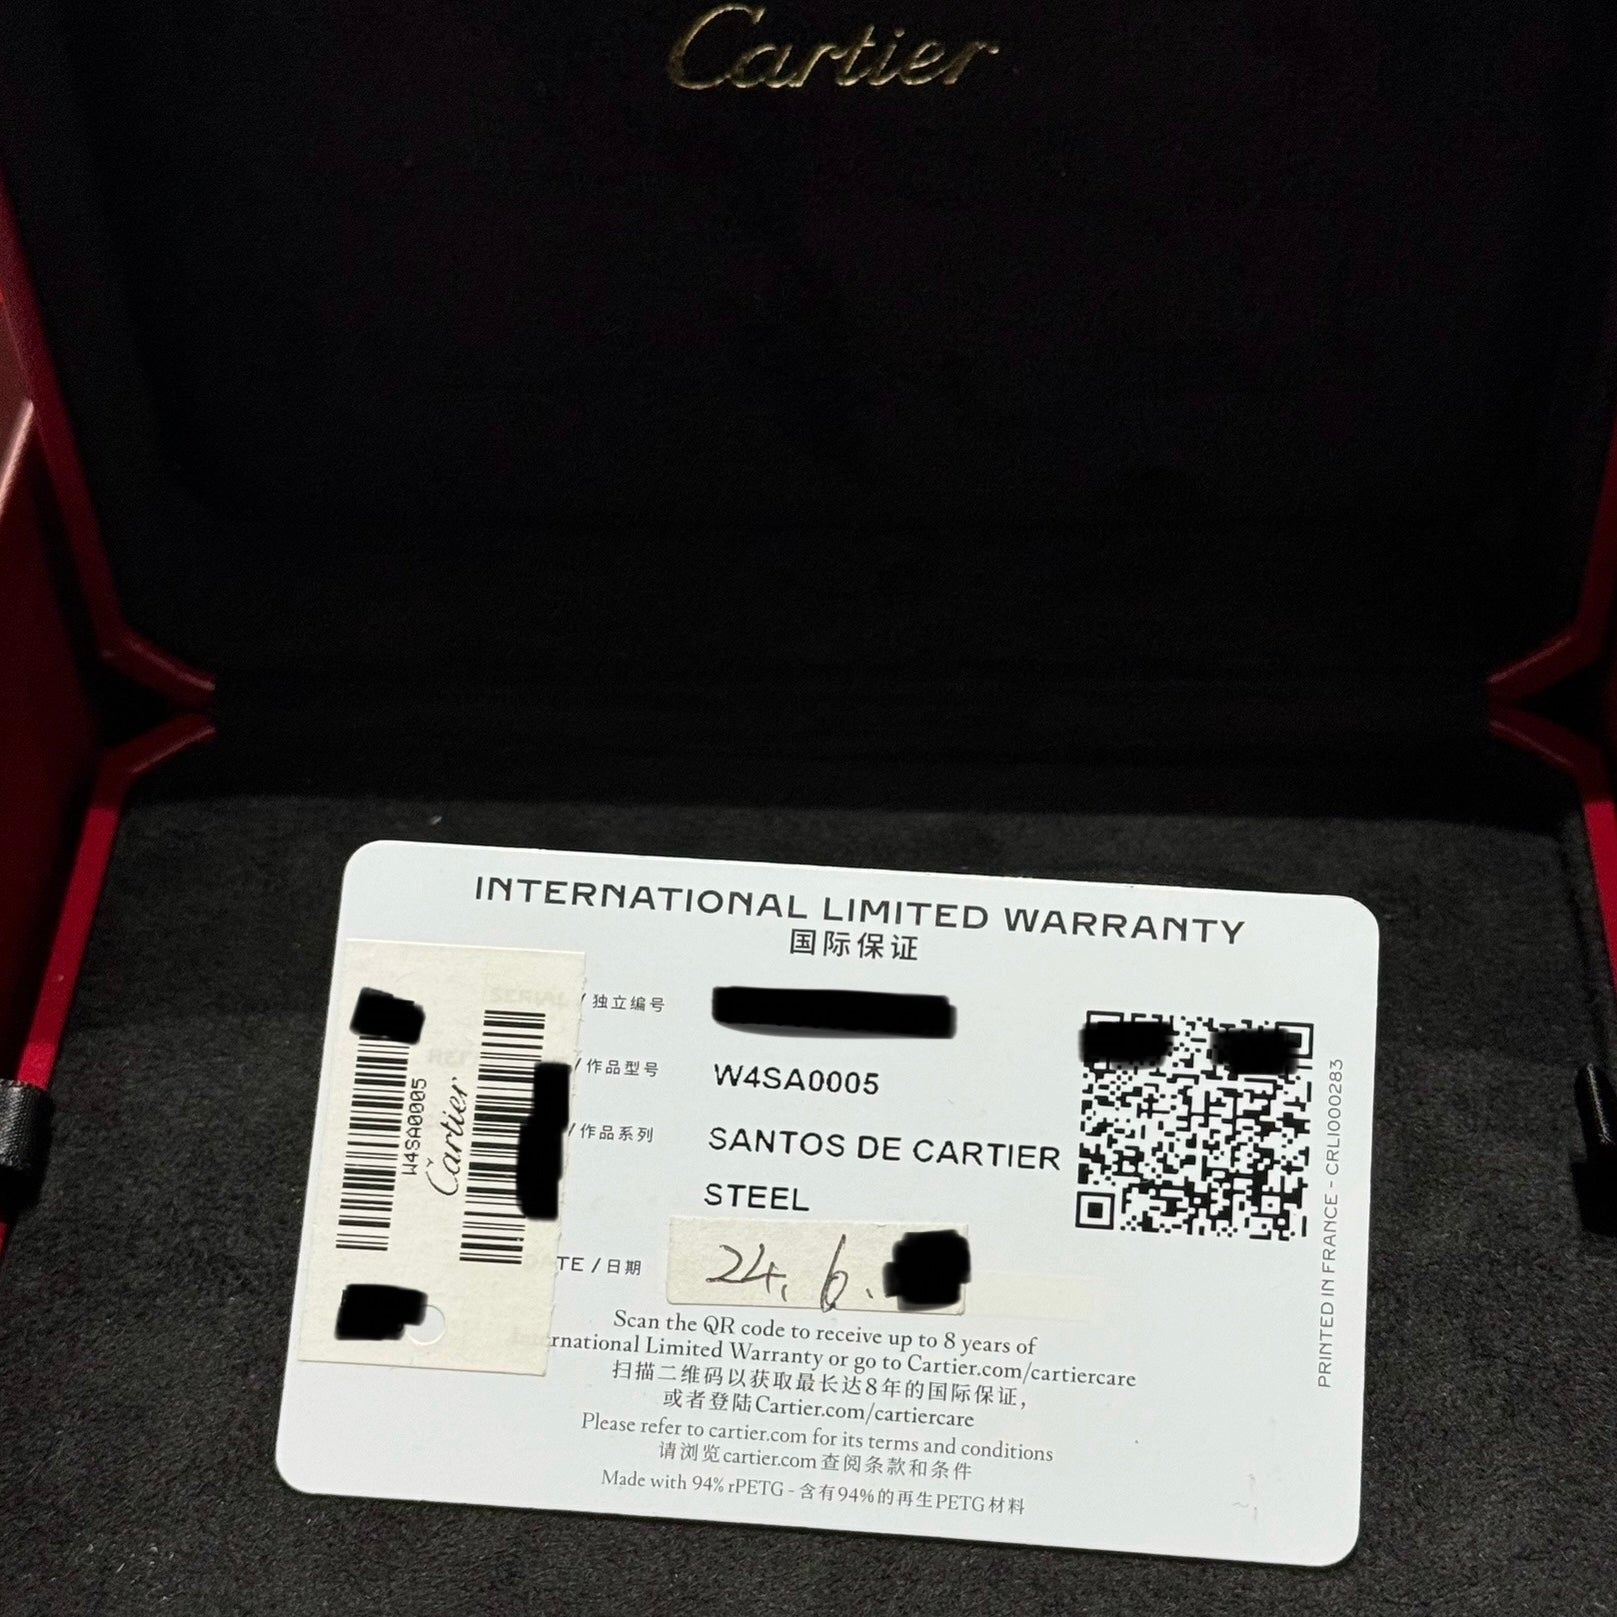 Cartier
INTERNATIONAL LIMITED WARRANTY
国际保证
SERIAL / 独立编号
REF / 作品型号 W4SA0005
/ 作品系列 SANTOS DE CARTIER
STEEL
W4SA0005
Cartier
TE / 日期 24. 6.
Scan the QR code to receive up to 8 years of
International Limited Warranty or go to Cartier.com/cartiercare
扫描二维码以获取最长达8年的国际保证，
或者登陆Cartier.com/cartiercare
Please refer to cartier.com for its terms and conditions
请浏览cartier.com查阅条款和条件
Made with 94% rPETG - 含有94%的再生PETG材料
PRINTED IN FRANCE - CRLI000283